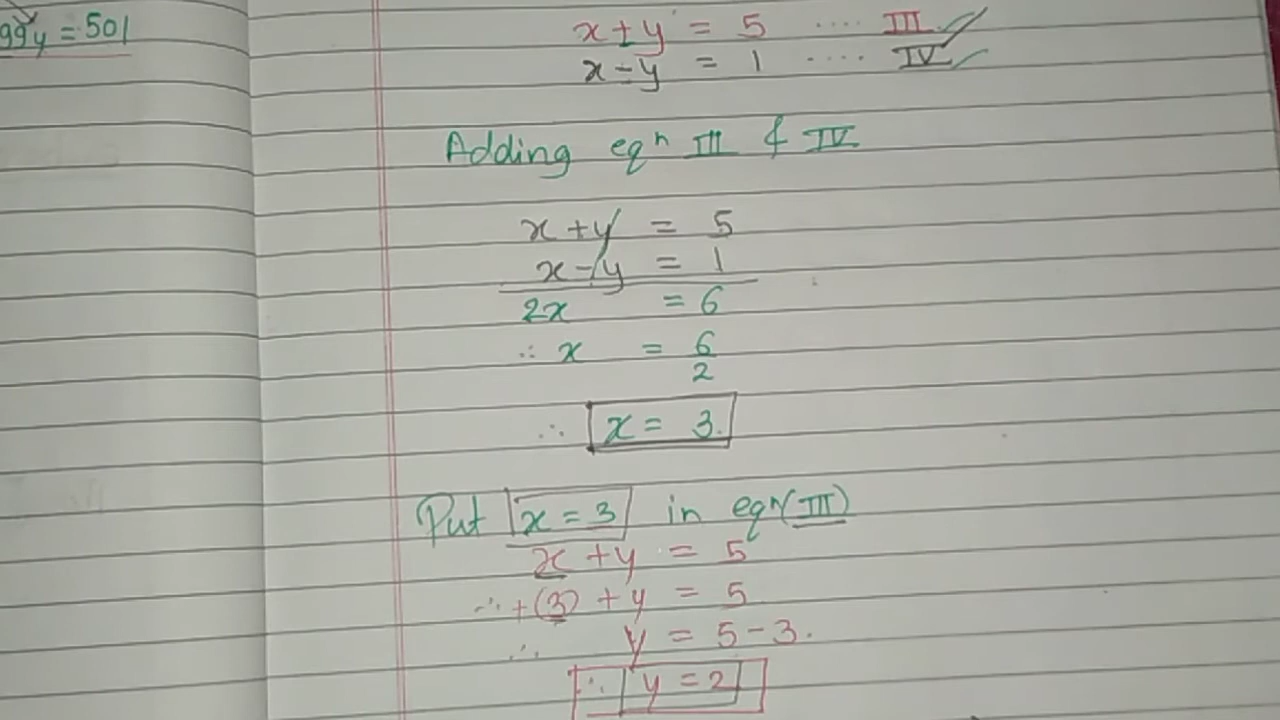 99y = 501
x + y = 5 .... III
x - y = 1 .... IV
Adding eqn III & IV
x + y = 5
x - y = 1
2x = 6
∴ x = 6/2
∴ x = 3.
Put x = 3 in eqn (III)
x + y = 5
∴ +(3) + y = 5
∴ y = 5 - 3.
∴ y = 2